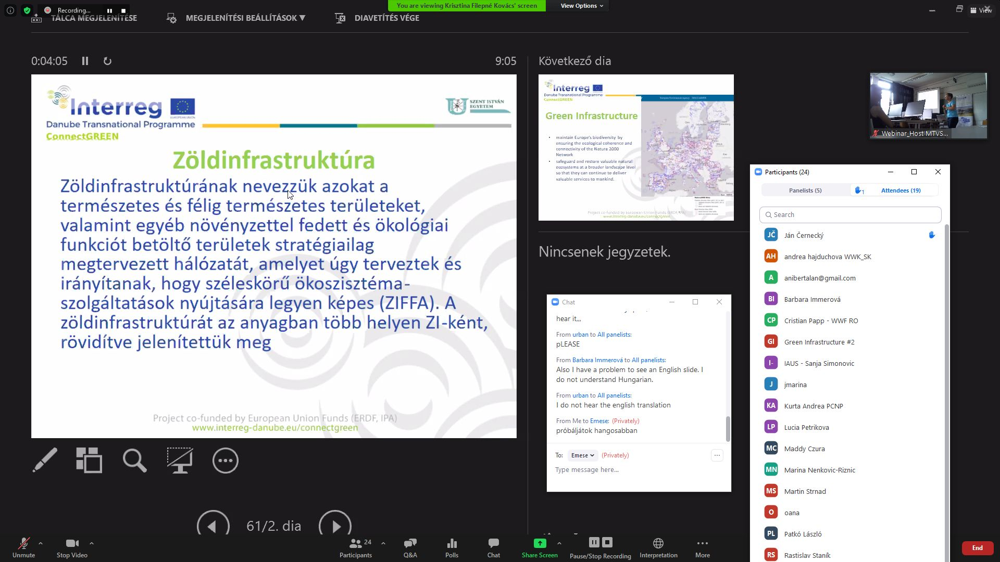 Recording...
You are viewing Krisztina Filepné Kovács' screen
View Options
View
TÁLCA MEGJELENÍTÉSE
MEGJELENÍTÉSI BEÁLLÍTÁSOK
DIAVETÍTÉS VÉGE
0:04:05
9:05
Interreg
EUROPEAN UNION
Danube Transnational Programme
ConnectGREEN
SZENT ISTVÁN
EGYETEM
Zöldinfrastruktúra
Zöldinfrastruktúrának nevezzük azokat a
természetes és félig természetes területeket,
valamint egyéb növényzettel fedett és ökológiai
funkciót betöltő területek stratégiailag
megtervezett hálózatát, amelyet úgy terveztek és
irányítanak, hogy széleskörű ökoszisztéma-
szolgáltatások nyújtására legyen képes (ZIFFA). A
zöldinfrastruktúrát az anyagban több helyen ZI-ként,
rövidítve jelenítettük meg
Project co-funded by European Union Funds (ERDF, IPA)
www.interreg-danube.eu/connectgreen
61/2. dia
Következő dia
Interreg
Danube Transnational Programme
ConnectGREEN
European Environment Agency
Green Infrastructure
• maintain Europe's biodiversity by
ensuring the ecological coherence and
connectivity of the Natura 2000
Network
• safeguard and restore valuable natural
ecosystems at a broader landscape level
so that they can continue to deliver
valuable services to mankind.
Project co-funded by European Union Funds (ERDF, IPA)
www.interreg-danube.eu/connectgreen
Nincsenek jegyzetek.
Webinar_Host MTVS...
Chat
hear it,,,
From urban to All panelists:
pLEASE
From Barbara Immerová to All panelists:
Also I have a problem to see an English slide. I
do not understand Hungarian.
From urban to All panelists:
I do not hear the english translation
From Me to Emese: (Privately)
próbáljátok hangosabban
To: Emese (Privately)
Type message here...
Participants (24)
Panelists (5)
1
Attendees (19)
Search
JČ Ján Černecký
AH andrea hajduchova WWK_SK
A anibertalan@gmail.com
BI Barbara Immerová
CP Cristian Papp - WWF RO
GI Green Infrastructure #2
I- IAUS - Sanja Simonovic
J jmarina
KA Kurta Andrea PCNP
LP Lucia Petrikova
MC Maddy Czura
MN Marina Nenkovic-Riznic
MS Martin Strnad
O oana
PL Patkó László
RS Rastislav Staník
Unmute
Stop Video
24
Participants
Q&A
Polls
Chat
Share Screen
Pause/Stop Recording
Interpretation
More
End